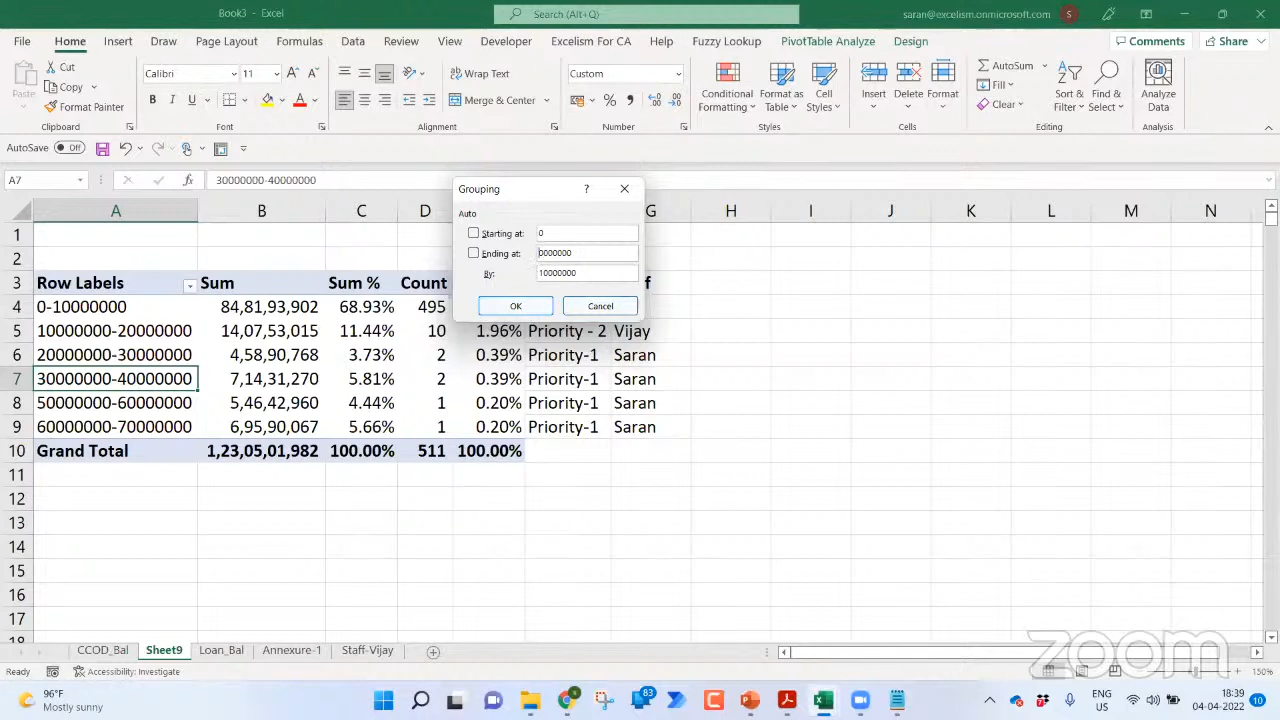 Book3 - Excel
Search (Alt+Q)
saran@excelism.onmicrosoft.com
S
File Home Insert Draw Page Layout Formulas Data Review View Developer Excelism For CA Help Fuzzy Lookup PivotTable Analyze Design Comments Share
Paste Cut Calibri 11 Wrap Text Custom Conditional Formatting Format as Table Cell Styles Insert Delete Format AutoSum Sort & Filter Find & Select Analyze Data
Copy Fill
Format Painter B I U Merge & Center Clear
Clipboard Font Alignment Number Styles Cells Editing Analysis
AutoSave Off
A7 fx 30000000-40000000
Grouping ? ×
A B C D G H I J K L M N
Auto
Starting at: 0
Ending at: 0000000
By: 10000000
OK Cancel
1
2
3 Row Labels Sum Sum % Count f
4 0-10000000 84,81,93,902 68.93% 495
5 10000000-20000000 14,07,53,015 11.44% 10 1.96% Priority - 2 Vijay
6 20000000-30000000 4,58,90,768 3.73% 2 0.39% Priority-1 Saran
7 30000000-40000000 7,14,31,270 5.81% 2 0.39% Priority-1 Saran
8 50000000-60000000 5,46,42,960 4.44% 1 0.20% Priority-1 Saran
9 60000000-70000000 6,95,90,067 5.66% 1 0.20% Priority-1 Saran
10 Grand Total 1,23,05,01,982 100.00% 511 100.00%
11
12
13
14
15
16
17
18
zoom
CCOD_Bal Sheet9 Loan_Bal Annexure-1 Staff-Vijay
Ready Accessibility: Investigate 150%
96°F
Mostly sunny
83
ENG
US
18:39
04-04-2022
10